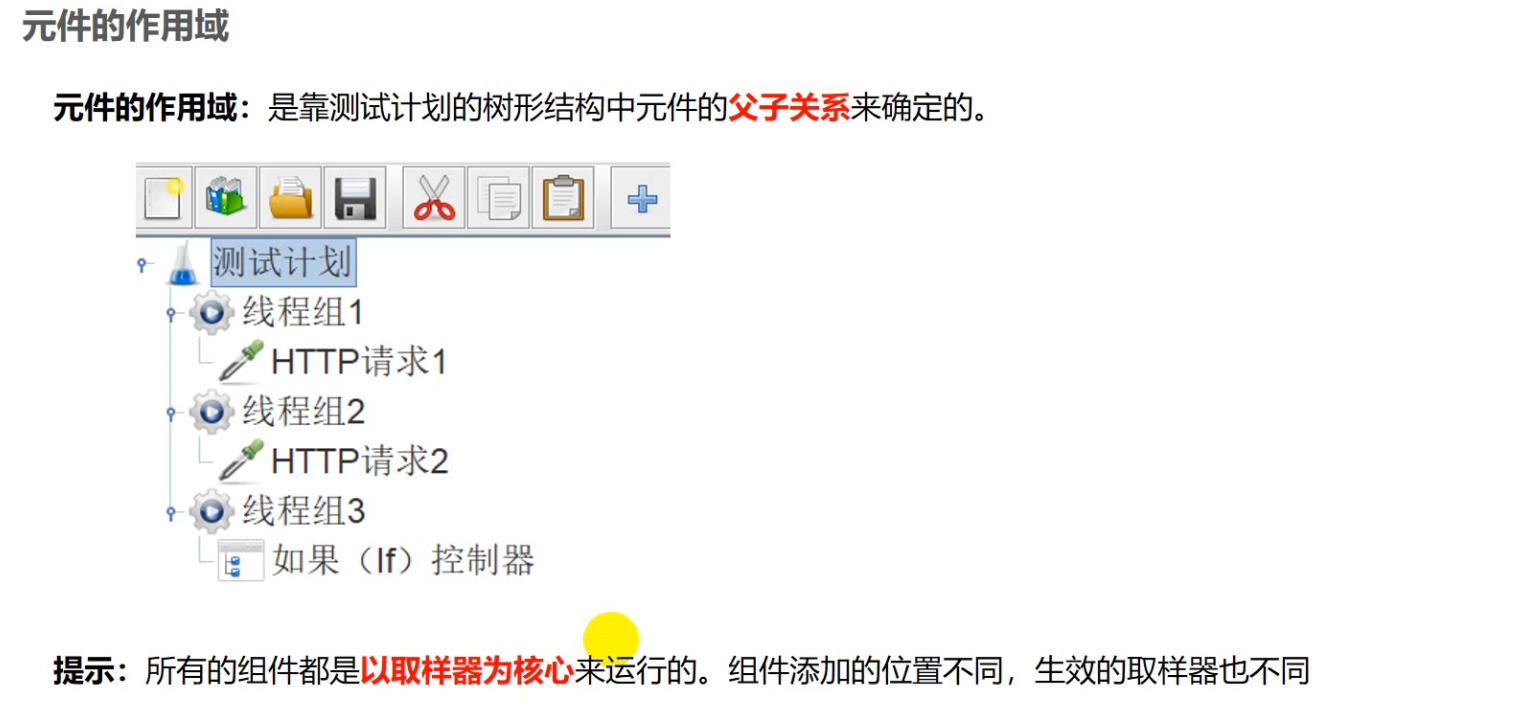 元件的作用域
元件的作用域：是靠测试计划的树形结构中元件的父子关系来确定的。
测试计划
线程组1
HTTP请求1
线程组2
HTTP请求2
线程组3
如果（If）控制器
提示：所有的组件都是以取样器为核心来运行的。组件添加的位置不同，生效的取样器也不同